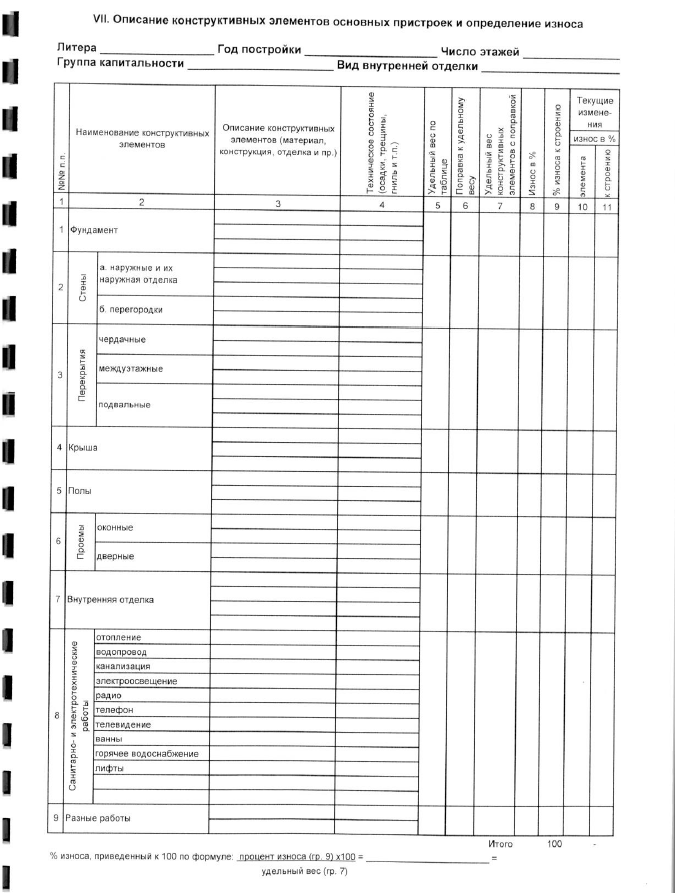 VII. Описание конструктивных элементов основных пристроек и определение износа
Литера Год постройки Число этажей
Группа капитальности Вид внутренней отделки
№№ п.п.
Наименование конструктивных
элементов
Описание конструктивных
элементов (материал,
конструкция, отделка и пр.)
Техническое состояние
(осадки, трещины,
гниль и т.п.)
Удельный вес по
таблице
Поправка к удельному
весу
Удельный вес
конструктивных
элементов с поправкой
Износ в %
% износа к строению
Текущие
измене-
ния
износ в %
элемента
к строению
1 2 3 4 5 6 7 8 9 10 11
1 Фундамент
2 Стены
а. наружные и их
наружная отделка
б. перегородки
3 Перекрытия
чердачные
междуэтажные
подвальные
4 Крыша
5 Полы
6 Проемы
оконные
дверные
7 Внутренняя отделка
8 Санитарно- и электротехнические
работы
отопление
водопровод
канализация
электроосвещение
радио
телефон
телевидение
ванны
горячее водоснабжение
лифты
9 Разные работы
Итого 100 -
% износа, приведенный к 100 по формуле: процент износа (гр. 9) х100 = =
удельный вес (гр. 7)